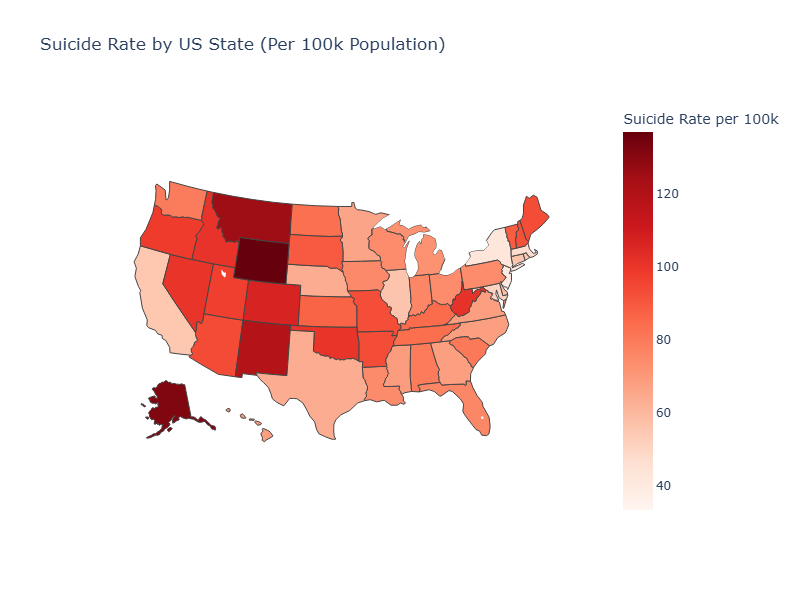 Suicide Rate by US State (Per 100k Population)
Suicide Rate per 100k
120
100
80
60
40